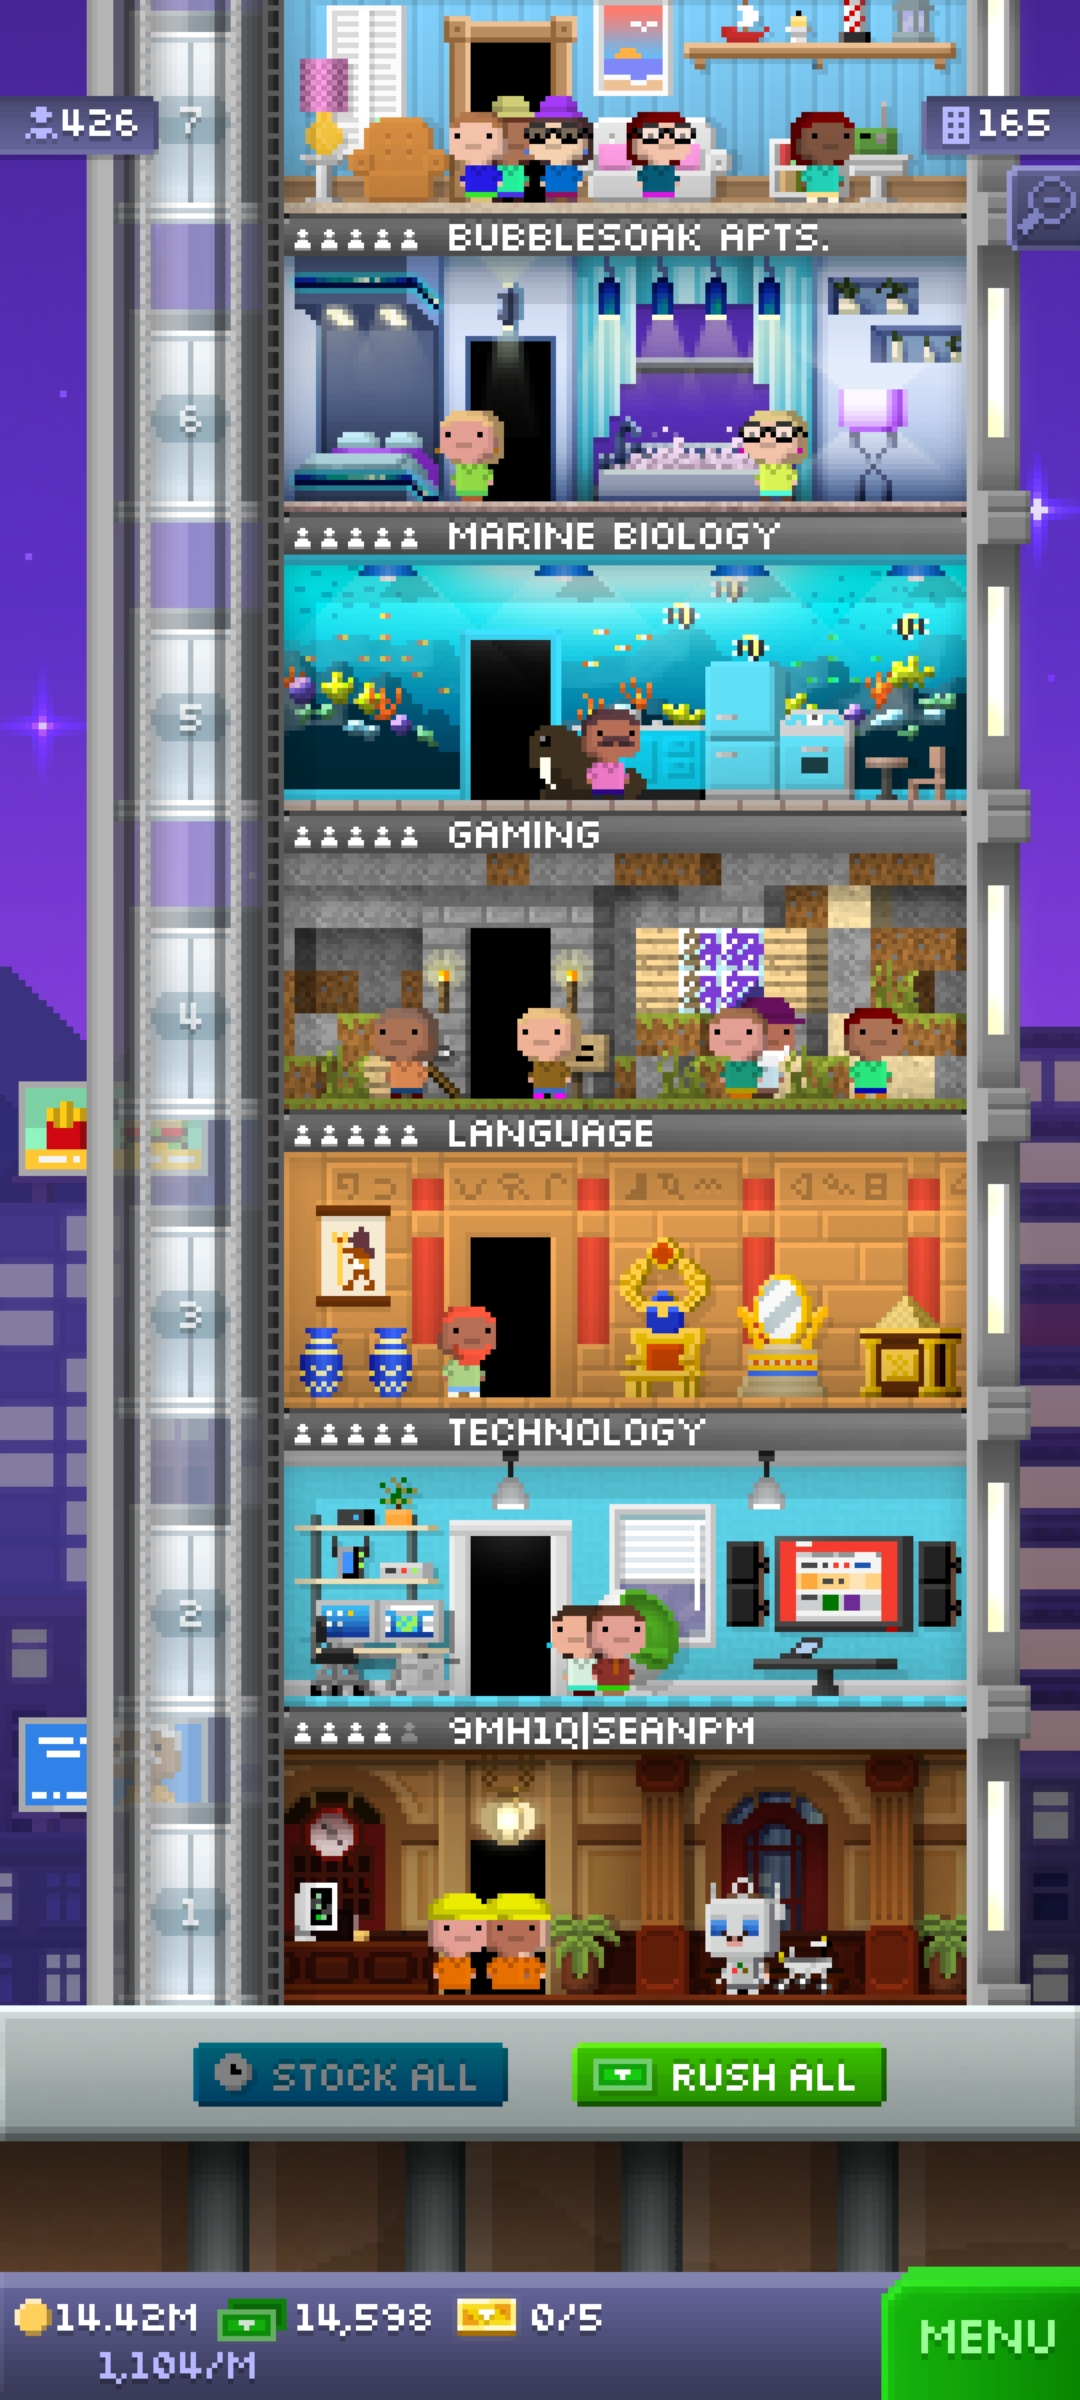 426
7
165
BUBBLESOAK APTS.
6
MARINE BIOLOGY
5
GAMING
4
LANGUAGE
3
TECHNOLOGY
2
9MH1Q|SEANPM
1
STOCK ALL
RUSH ALL
14.42M
14,598
0/5
1,104/M
MENU